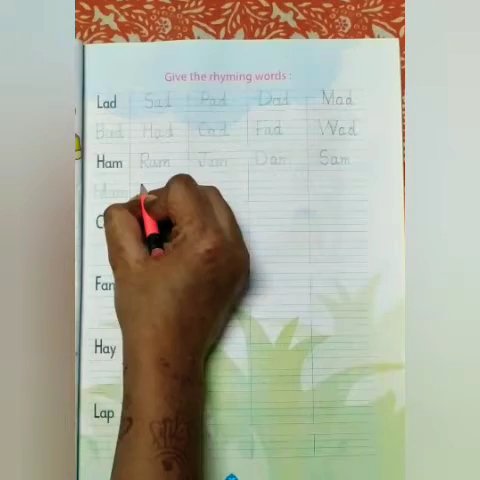 Give the rhyming words :
Lad Sad Pad Dad Mad
Bad Had Cad Fad Wad
Ham Ram Jam Dam Sam
Fan
Hay
Lap